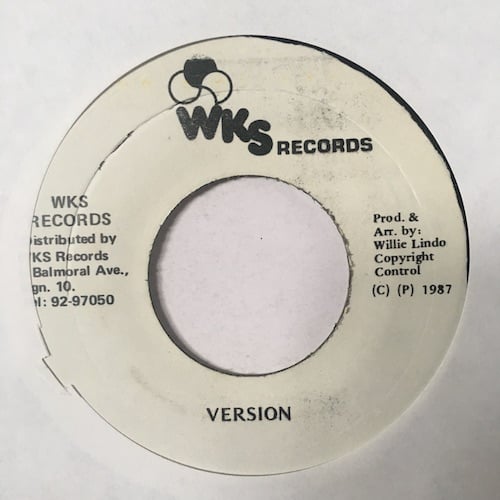 WKS RECORDS
WKS
RECORDS
istributed by
KS Records
Balmoral Ave.,
gn. 10.
l: 92-97050
Prod. &
Arr. by:
Willie Lindo
Copyright
Control
(C) (P) 1987
VERSION